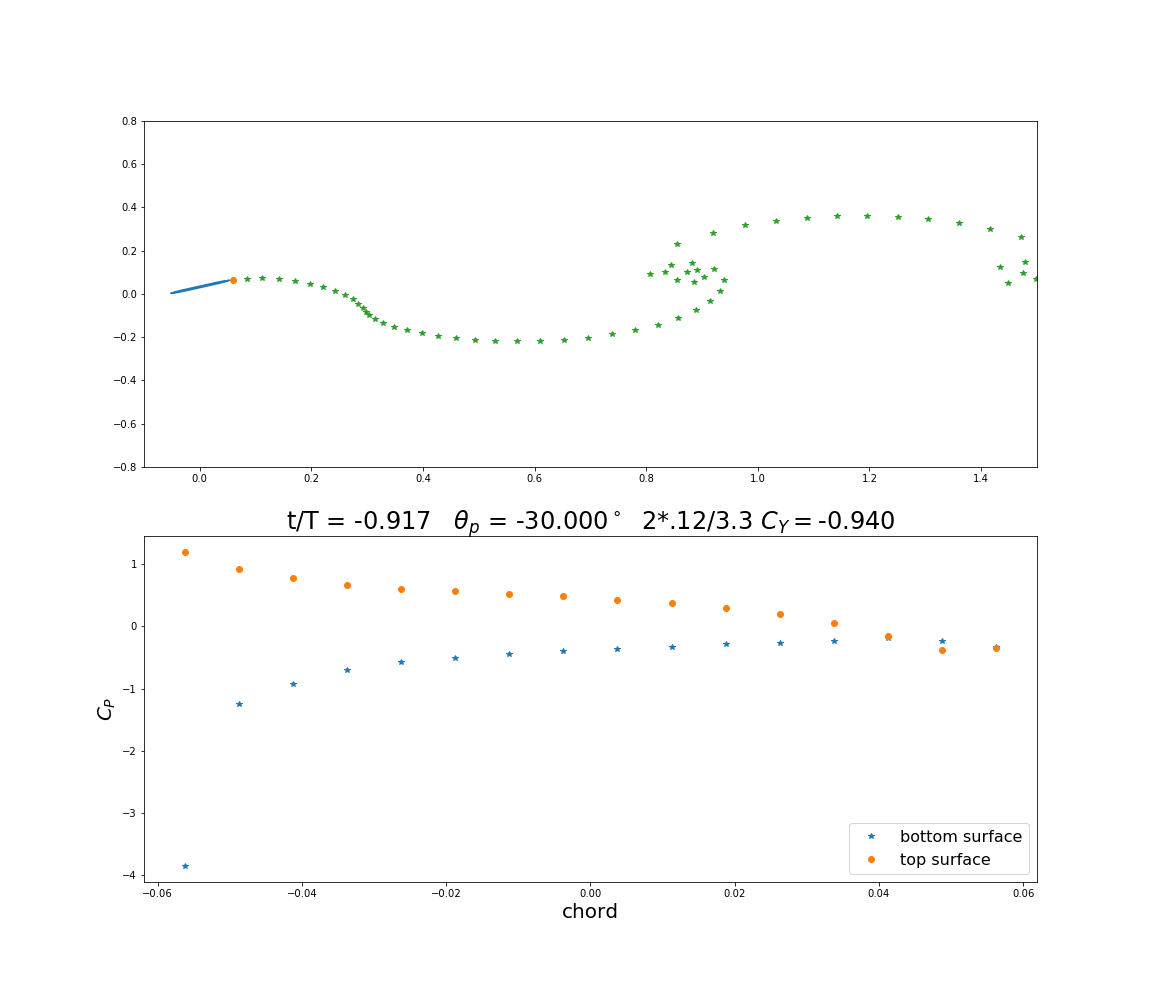 0.8
0.6
0.4
0.2
0.0
−0.2
−0.4
−0.6
−0.8
0.0 0.2 0.4 0.6 0.8 1.0 1.2 1.4
t/T = -0.917 θp = -30.000° 2*.12/3.3 CY = -0.940
1
0
−1
−2
−3
−4
CP
bottom surface
top surface
−0.06 −0.04 −0.02 0.00 0.02 0.04 0.06
chord